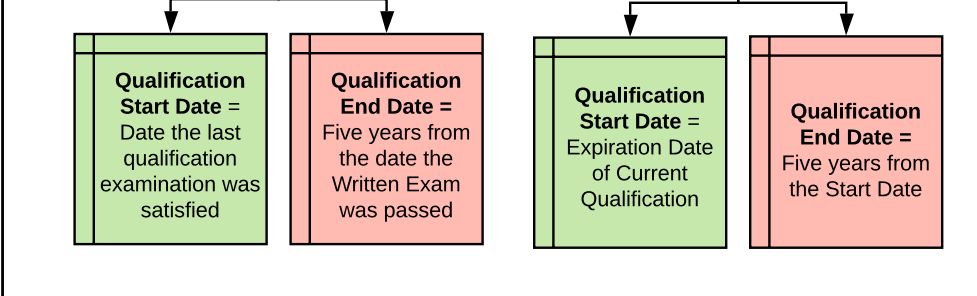 Qualification
Start Date =
Date the last
qualification
examination was
satisfied
Qualification
End Date =
Five years from
the date the
Written Exam
was passed
Qualification
Start Date =
Expiration Date
of Current
Qualification
Qualification
End Date =
Five years from
the Start Date